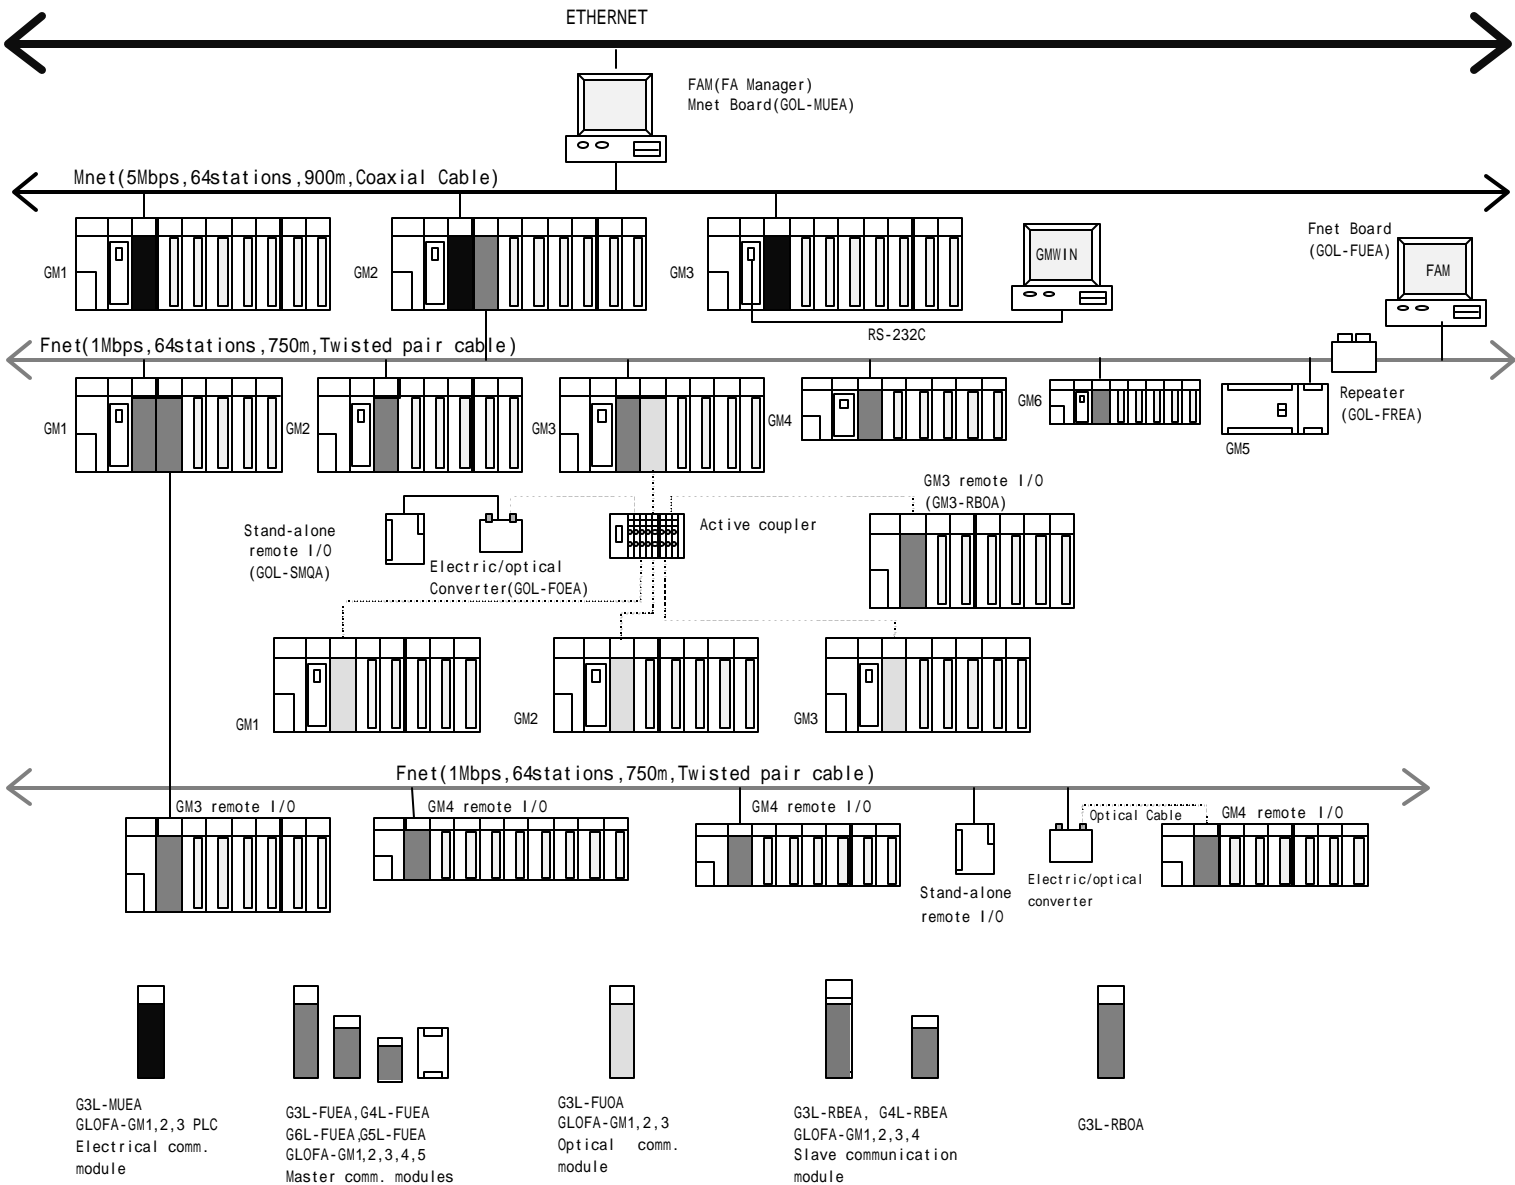 ETHERNET
FAM(FA Manager)
Mnet Board(GOL-MUEA)
Mnet(5Mbps,64stations,900m,Coaxial Cable)
GM1
GM2
GM3
GMWIN
Fnet Board
(GOL-FUEA)
FAM
RS-232C
Fnet(1Mbps,64stations,750m,Twisted pair cable)
GM1
GM2
GM3
GM4
GM6
GM5
Repeater
(GOL-FREA)
Stand-alone
remote I/O
(GOL-SMQA)
Electric/optical
Converter(GOL-FOEA)
Active coupler
GM3 remote I/O
(GM3-RBOA)
GM1
GM2
GM3
Fnet(1Mbps,64stations,750m,Twisted pair cable)
GM3 remote I/O
GM4 remote I/O
GM4 remote I/O
Optical Cable
GM4 remote I/O
Stand-alone
remote I/O
Electric/optical
converter
G3L-MUEA
GLOFA-GM1,2,3 PLC
Electrical comm.
module
G3L-FUEA,G4L-FUEA
G6L-FUEA,G5L-FUEA
GLOFA-GM1,2,3,4,5
Master comm. modules
G3L-FUOA
GLOFA-GM1,2,3
Optical comm.
module
G3L-RBEA, G4L-RBEA
GLOFA-GM1,2,3,4
Slave communication
module
G3L-RBOA